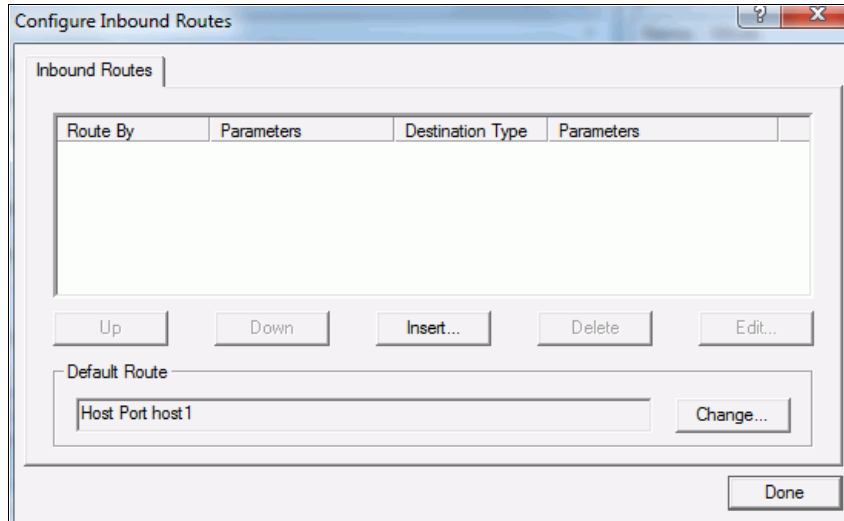 Configure Inbound Routes
Inbound Routes
Route By Parameters Destination Type Parameters
Up Down Insert... Delete Edit...
Default Route
Host Port host1 Change...
Done